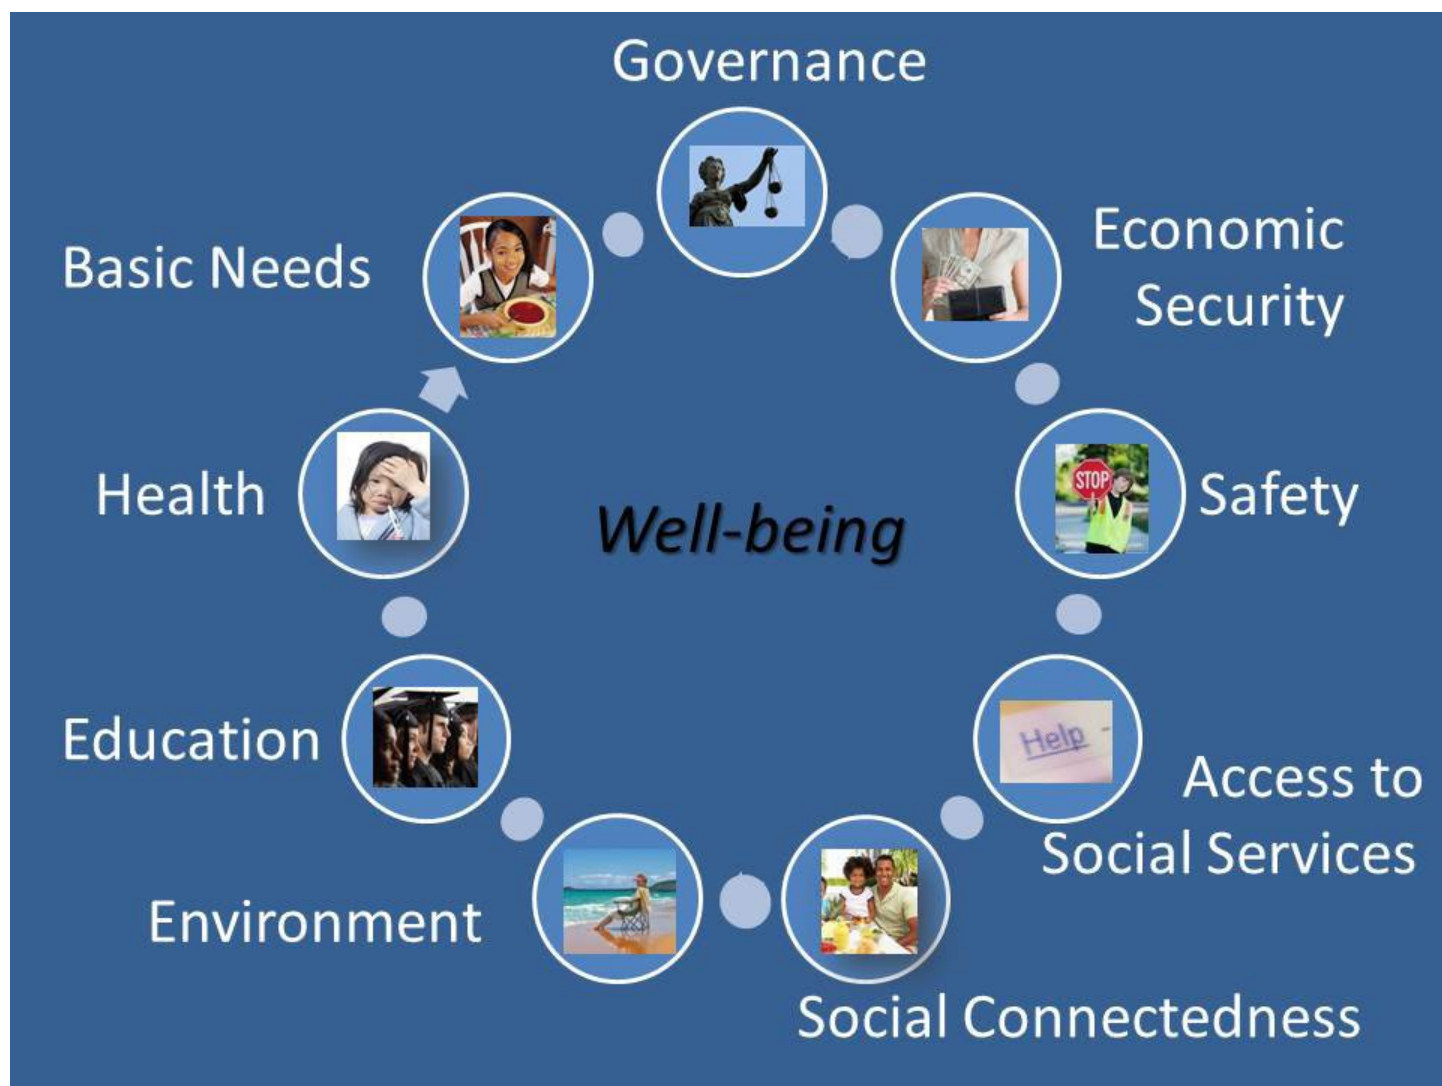 Governance
Basic Needs
Economic
Security
Health
STOP
Safety
Well-being
Education
Help
Access to
Social Services
Environment
Social Connectedness